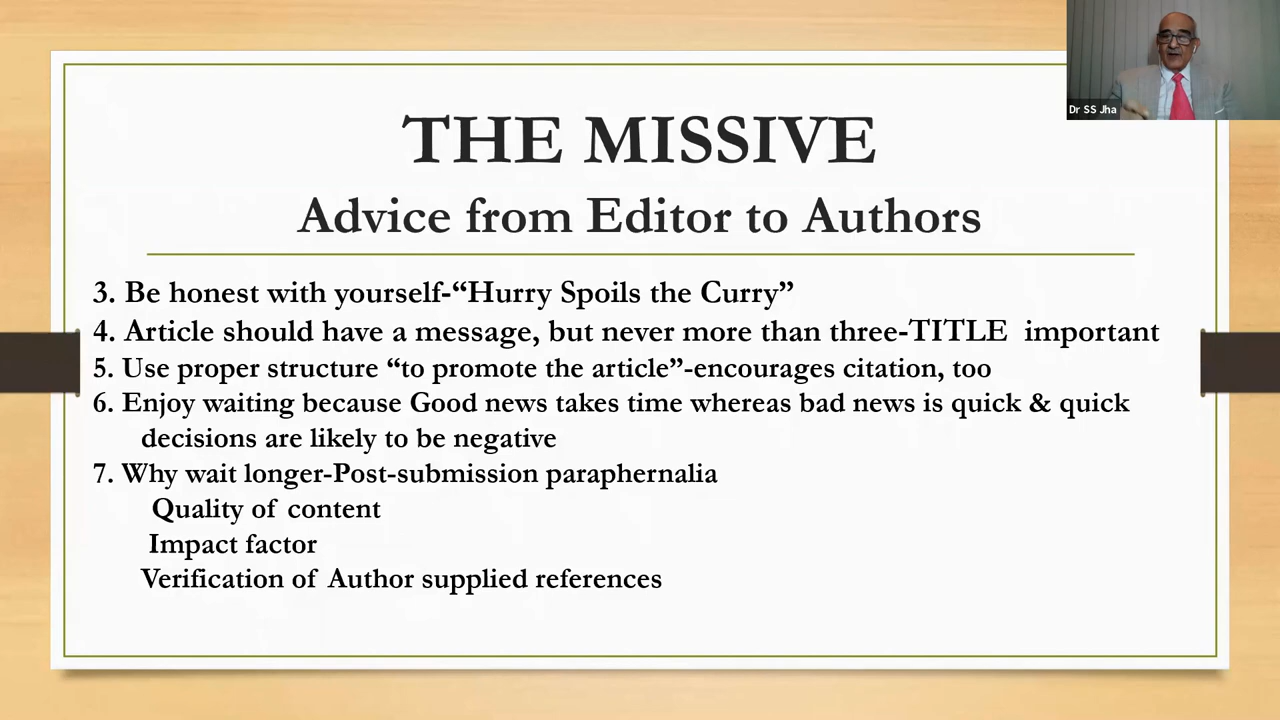 Dr SS Jha
THE MISSIVE
Advice from Editor to Authors
3. Be honest with yourself-“Hurry Spoils the Curry”
4. Article should have a message, but never more than three-TITLE important
5. Use proper structure “to promote the article”-encourages citation, too
6. Enjoy waiting because Good news takes time whereas bad news is quick & quick
decisions are likely to be negative
7. Why wait longer-Post-submission paraphernalia
Quality of content
Impact factor
Verification of Author supplied references